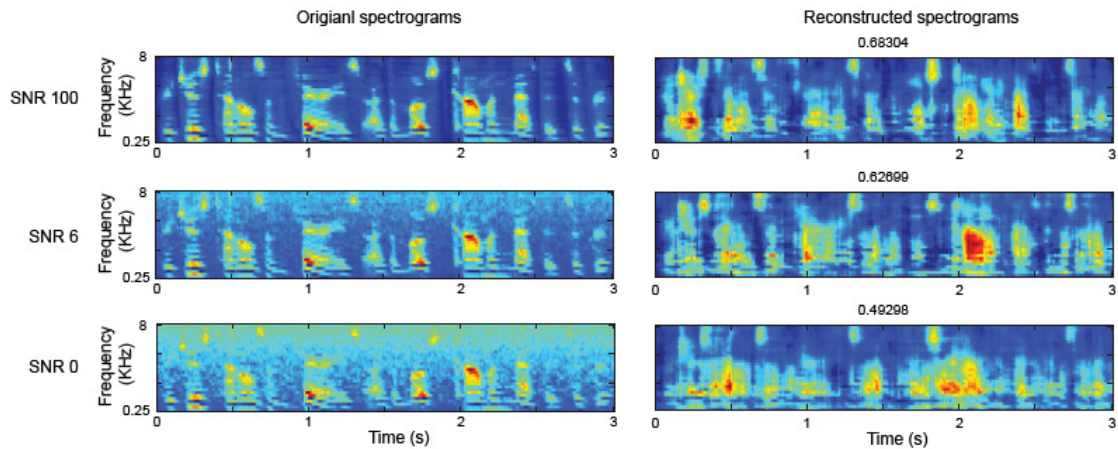 Origianl spectrograms
Reconstructed spectrograms
0.68304
SNR 100
Frequency
(KHz)
8
0.25
0 1 2 3
0 1 2 3
0.62699
SNR 6
Frequency
(KHz)
8
0.25
0 1 2 3
0 1 2 3
0.49298
SNR 0
Frequency
(KHz)
8
0.25
0 1 2 3
0 1 2 3
Time (s)
Time (s)